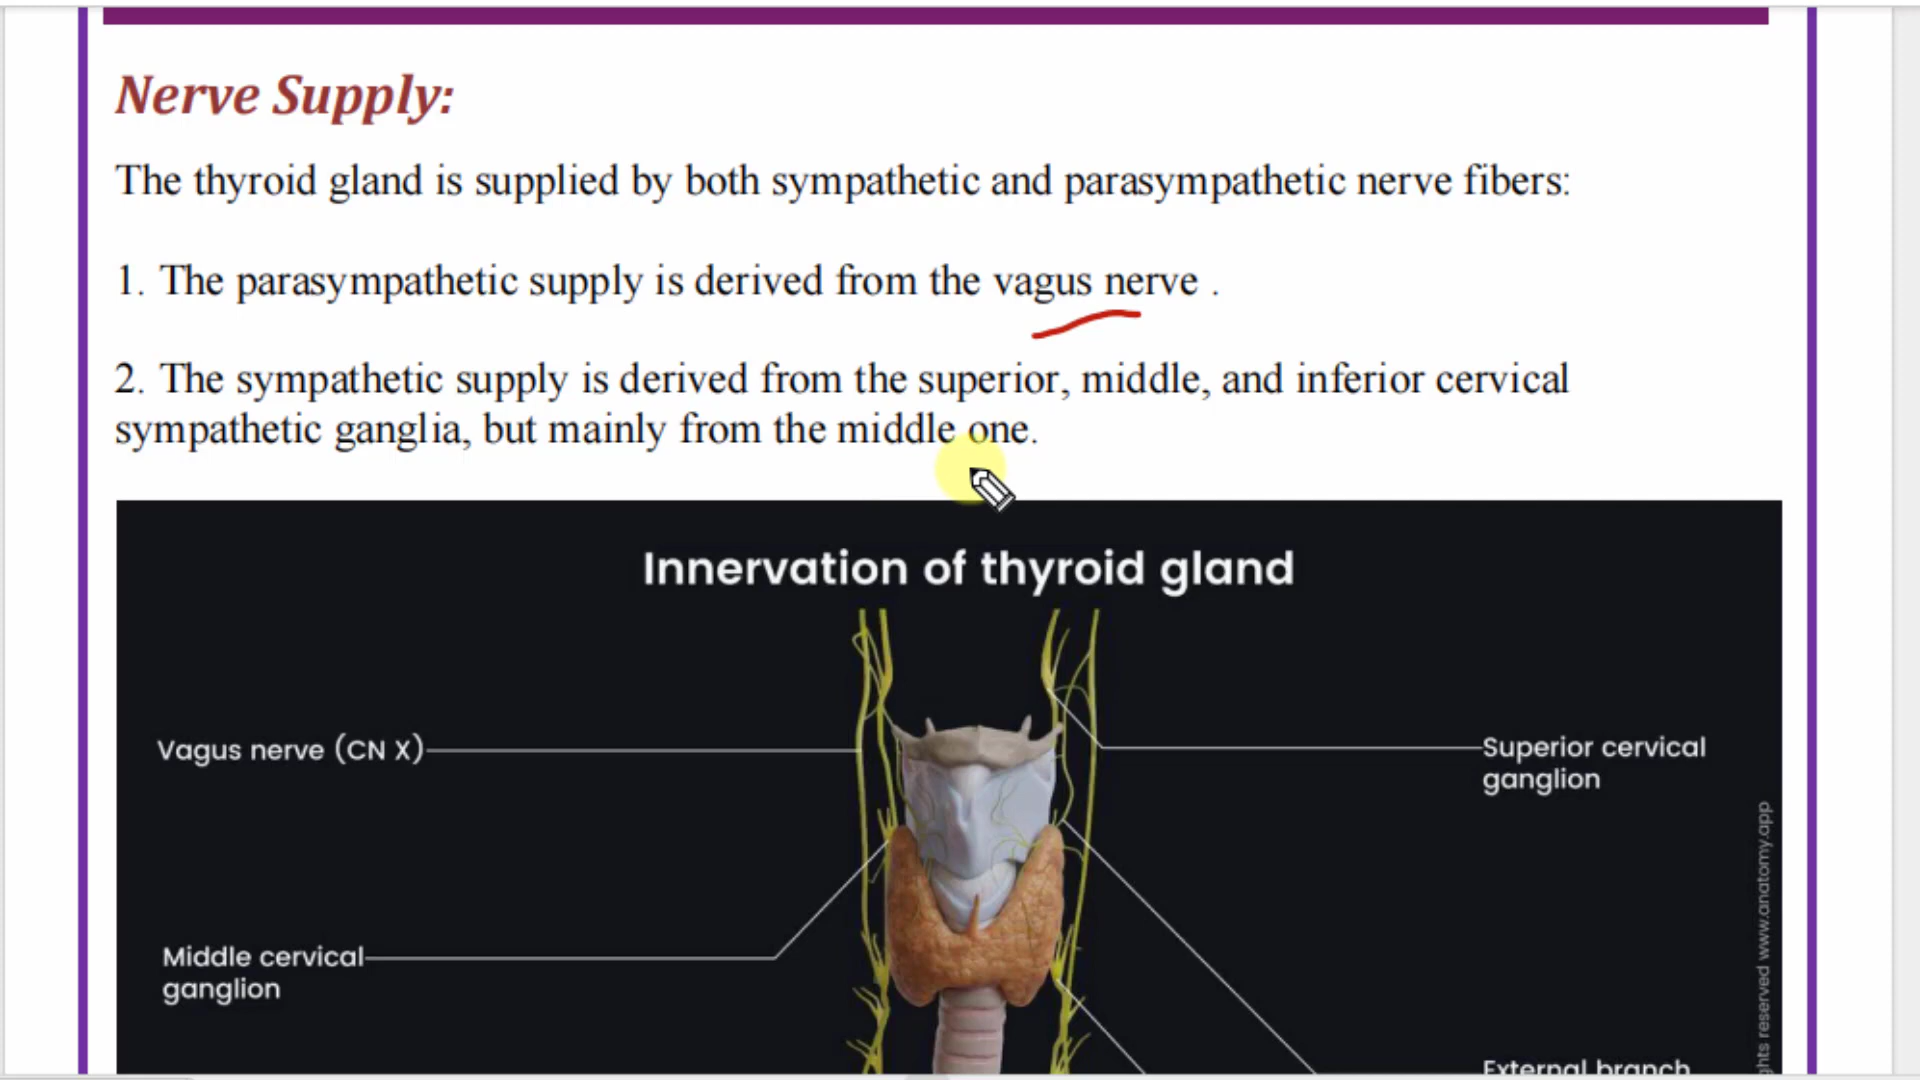 Nerve Supply:
The thyroid gland is supplied by both sympathetic and parasympathetic nerve fibers:
1. The parasympathetic supply is derived from the vagus nerve .
2. The sympathetic supply is derived from the superior, middle, and inferior cervical
sympathetic ganglia, but mainly from the middle one.
Innervation of thyroid gland
Vagus nerve (CN X)
Superior cervical
ganglion
Middle cervical
ganglion
External branch
reserved www.anatomy.app